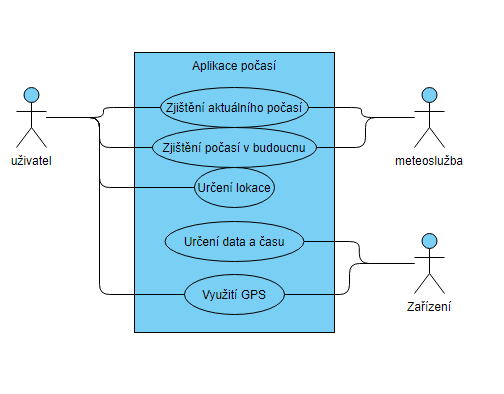 Aplikace počasí
Zjištění aktuálního počasí
uživatel
Zjištění počasí v budoucnu
meteoslužba
Určení lokace
Určení data a času
Využití GPS
Zařízení